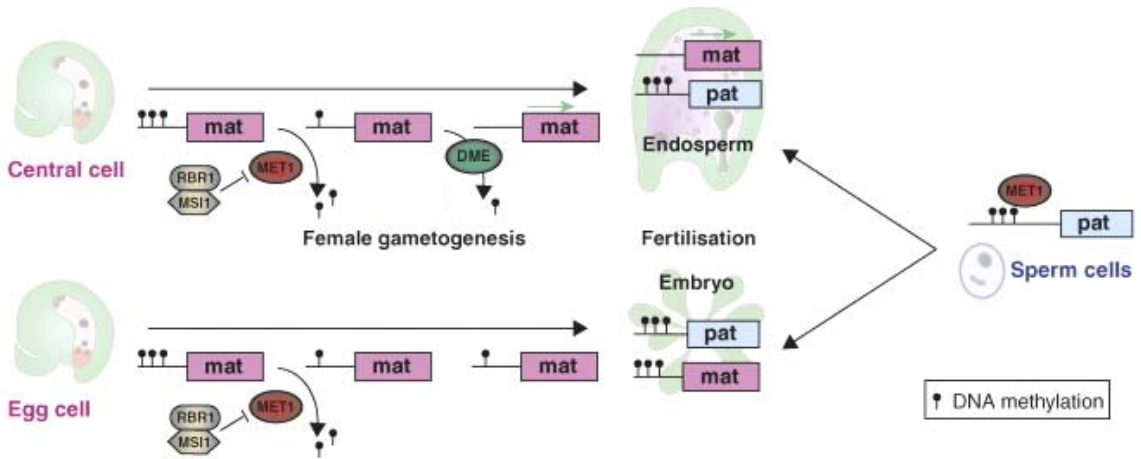 mat
pat
Endosperm
mat
mat
mat
DME
MET1
RBR1
MSI1
Central cell
Female gametogenesis
Fertilisation
MET1
pat
Sperm cells
Embryo
pat
mat
mat
mat
mat
MET1
RBR1
MSI1
Egg cell
DNA methylation